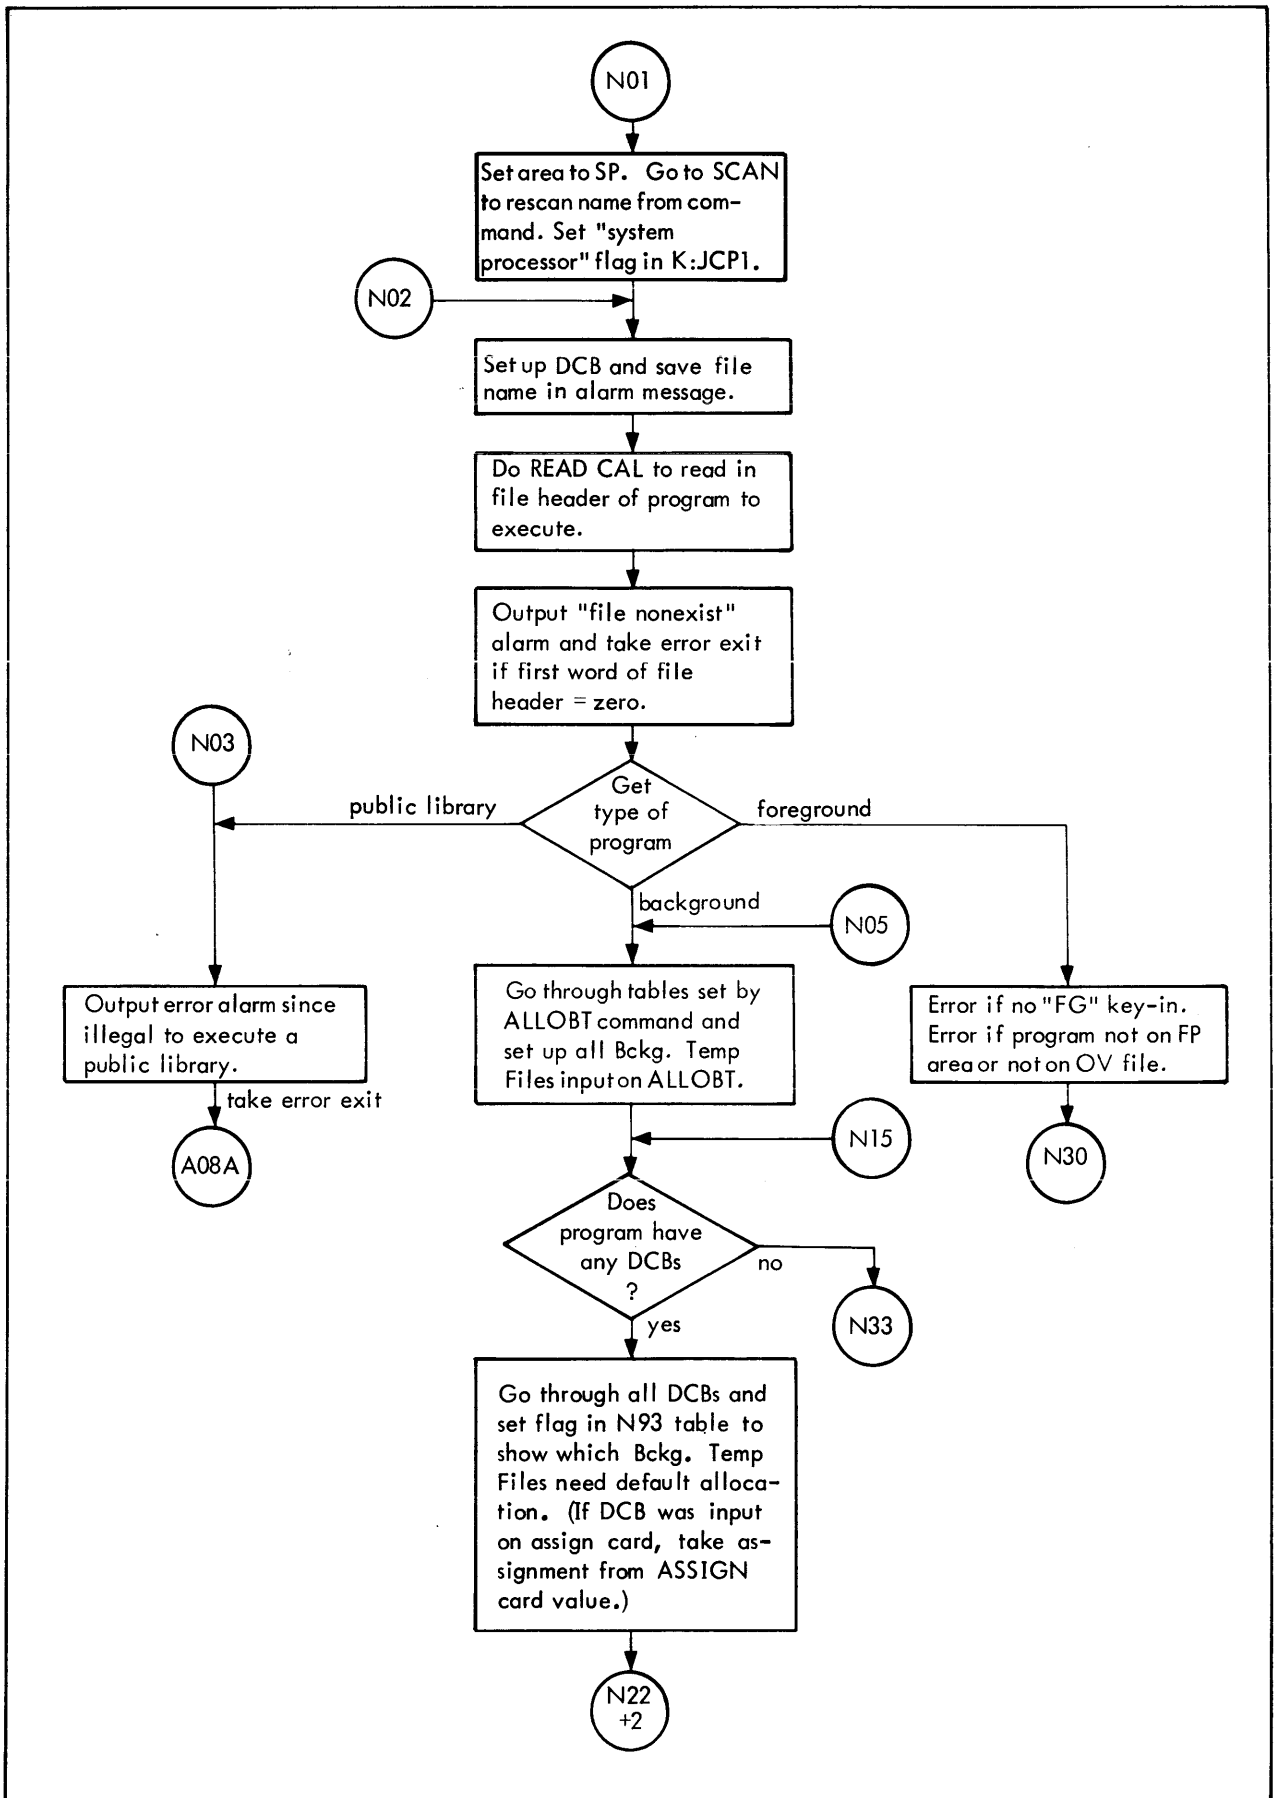 N01
Set area to SP. Go to SCAN
to rescan name from com-
mand. Set "system
processor" flag in K:JCP1.
N02
Set up DCB and save file
name in alarm message.
Do READ CAL to read in
file header of program to
execute.
Output "file nonexist"
alarm and take error exit
if first word of file
header = zero.
N03
Get
type of
program
public library
foreground
background
N05
Output error alarm since
illegal to execute a
public library.
take error exit
A08A
Go through tables set by
ALLOBT command and
set up all Bckg. Temp
Files input on ALLOBT.
Error if no "FG" key-in.
Error if program not on FP
area or not on OV file.
N30
N15
Does
program have
any DCBs
?
no
N33
yes
Go through all DCBs and
set flag in N93 table to
show which Bckg. Temp
Files need default alloca-
tion. (If DCB was input
on assign card, take as-
signment from ASSIGN
card value.)
N22
+2